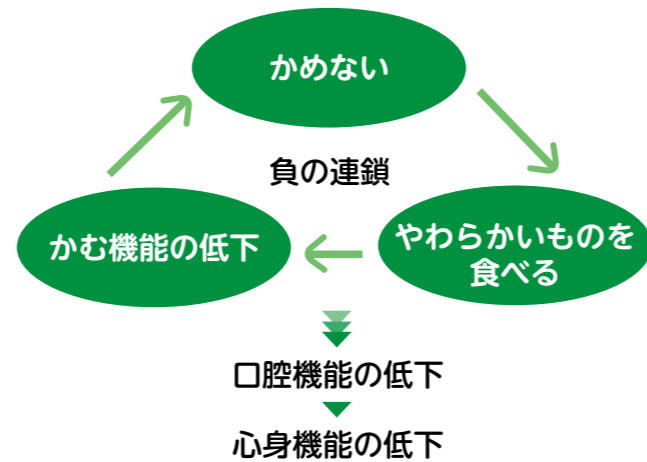 かめない
負の連鎖
かむ機能の低下
やわらかいものを
食べる
口腔機能の低下
心身機能の低下